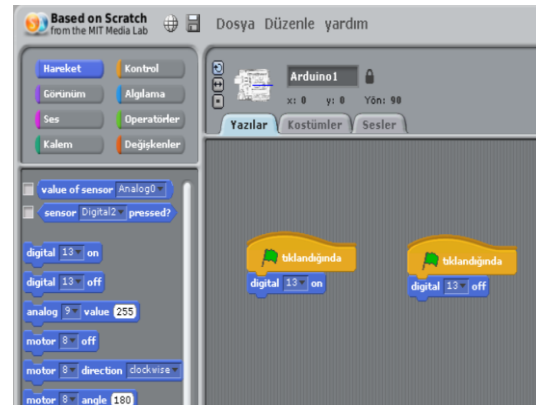 Based on Scratch
from the MIT Media Lab
Dosya Düzenle yardım
Hareket Kontrol
Görünüm Algılama
Ses Operatörler
Kalem Değişkenler
Arduino1
x: 0 y: 0 Yön: 90
Yazılar Kostümler Sesler
value of sensor Analog0
sensor Digital2 pressed?
digital 13 on
digital 13 off
analog 9 value 255
motor 8 off
motor 8 direction clockwise
motor 8 angle 180
tıklandığında
digital 13 on
tıklandığında
digital 13 off